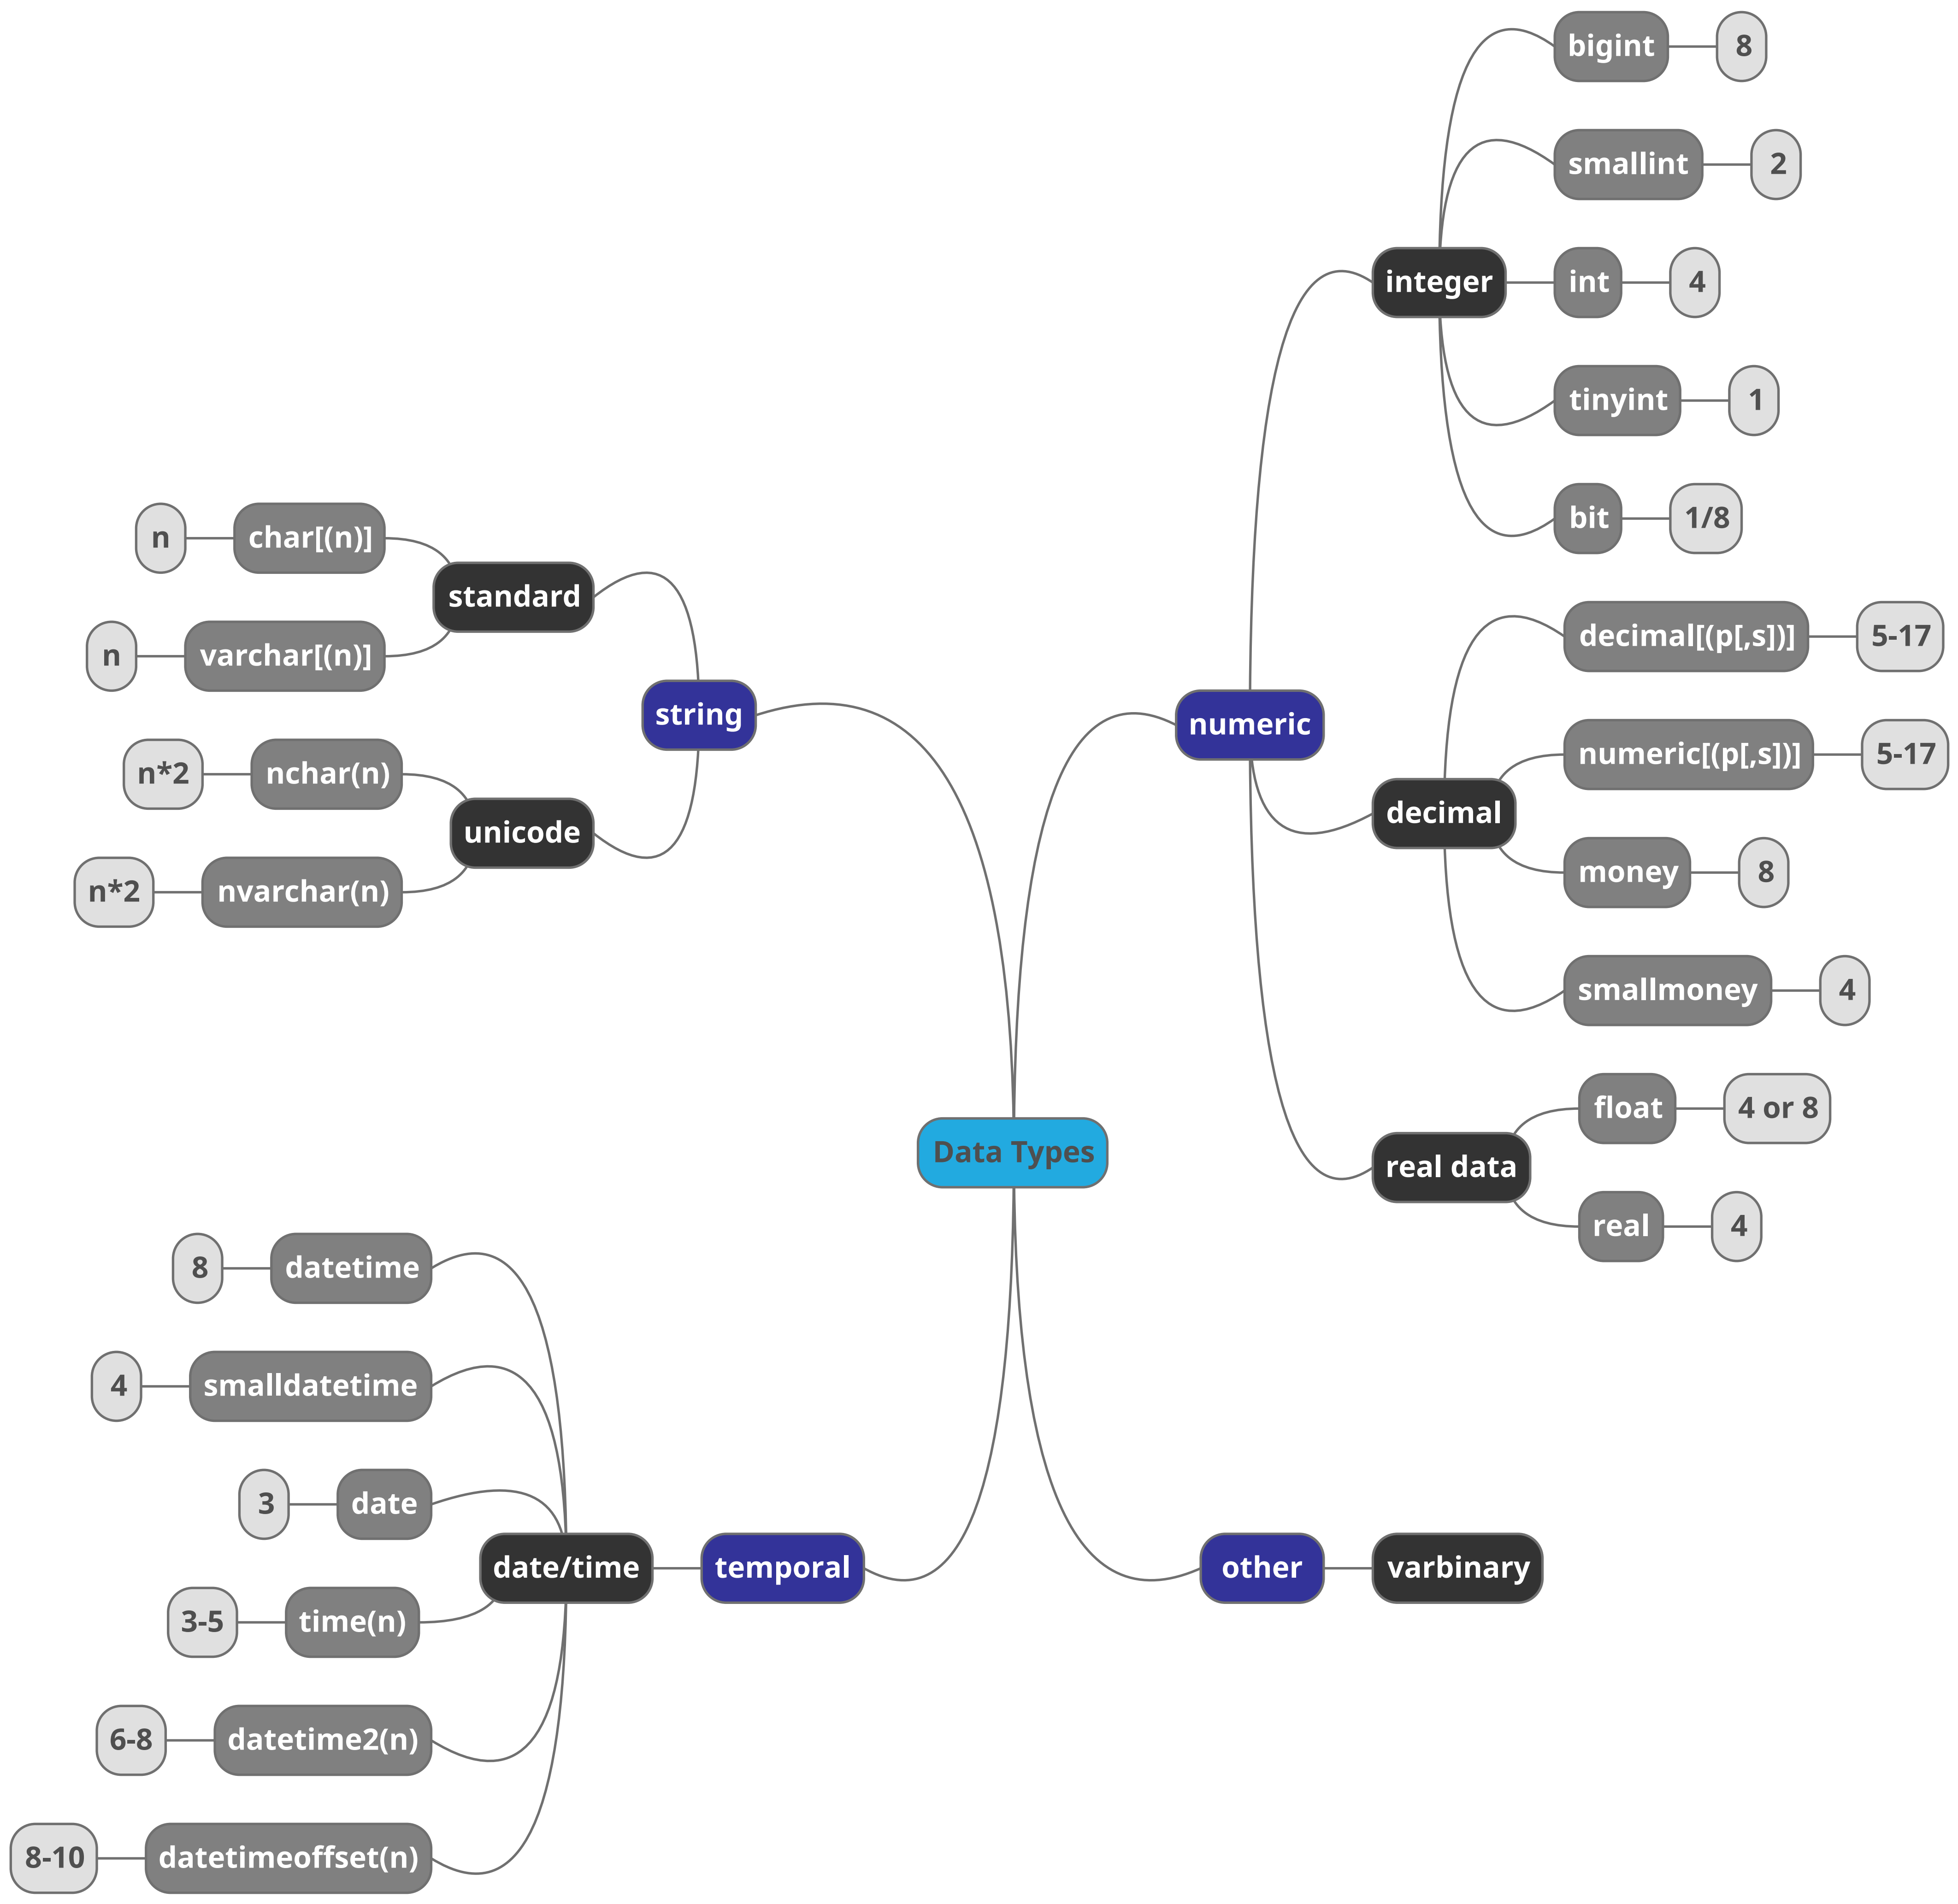 Data Types
numeric
integer
bigint
8
smallint
2
int
4
tinyint
1
bit
1/8
decimal
decimal[(p[,s])]
5-17
numeric[(p[,s])]
5-17
money
8
smallmoney
4
real data
float
4 or 8
real
4
other
varbinary
string
standard
char[(n)]
n
varchar[(n)]
n
unicode
nchar(n)
n*2
nvarchar(n)
n*2
temporal
date/time
datetime
8
smalldatetime
4
date
3
time(n)
3-5
datetime2(n)
6-8
datetimeoffset(n)
8-10